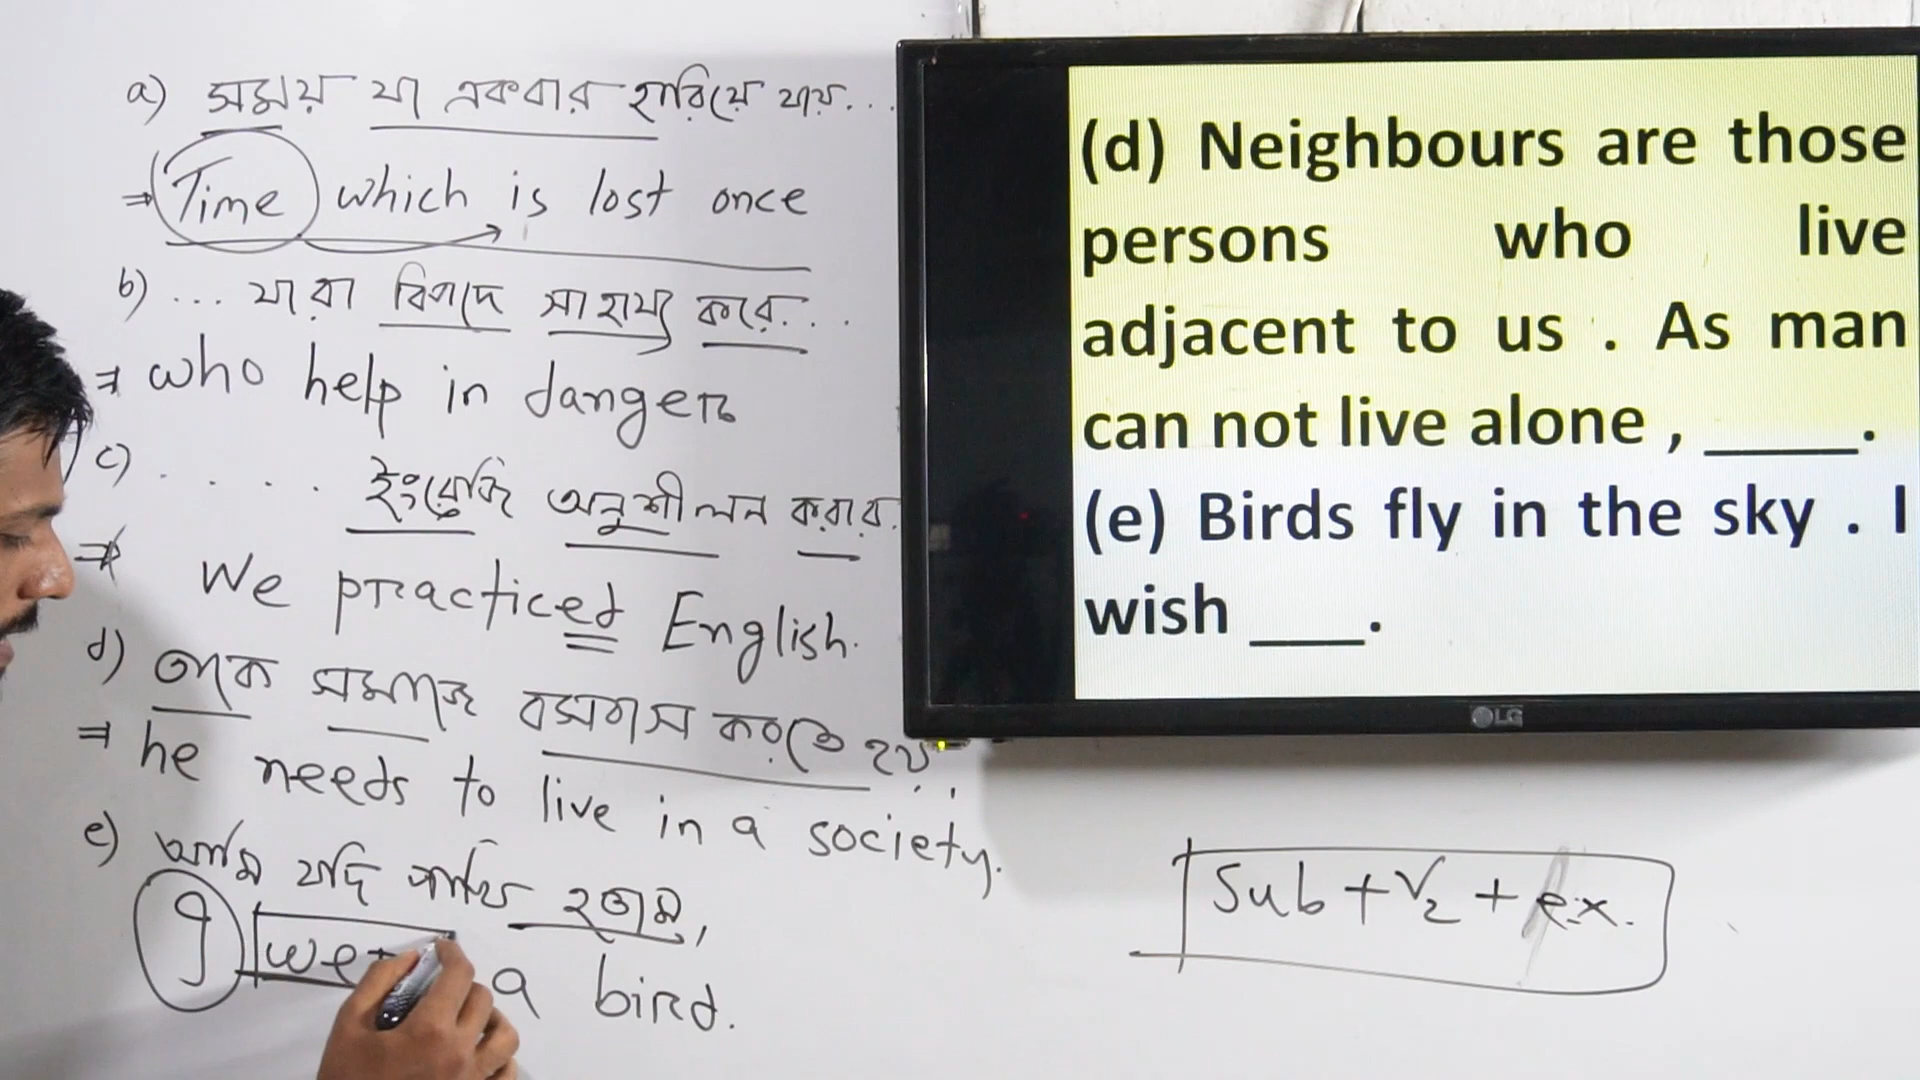 a) সময় যা একবার হারিয়ে যায়...
⇒ Time which is lost once
b) ... যারা বিপদে সাহায্য করে...
⇒ who help in danger
c) ..... ইংরেজি অনুশীলন করার.
⇒ We practiced English.
d) তাকে সমাজে বসবাস করতে হয়..
⇒ he needs to live in a society.
e) আমি যদি পাখি হতাম,
I were a bird.
(d) Neighbours are those
persons who live
adjacent to us . As man
can not live alone , _____.
(e) Birds fly in the sky . I
wish ____.
LG
Sub + V2 + ex.